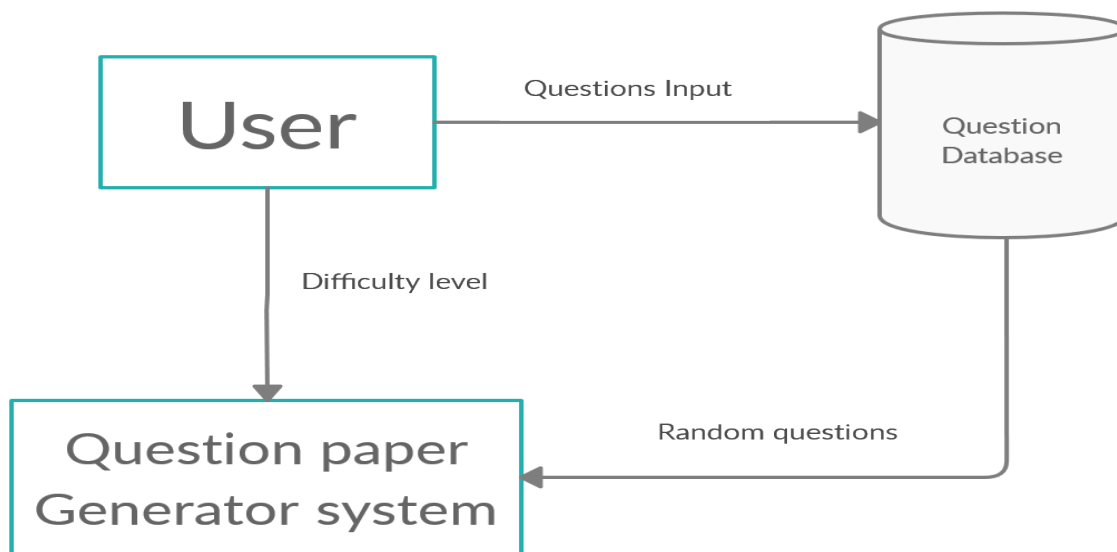 User
Questions Input
Question
Database
Difficulty level
Random questions
Question paper
Generator system